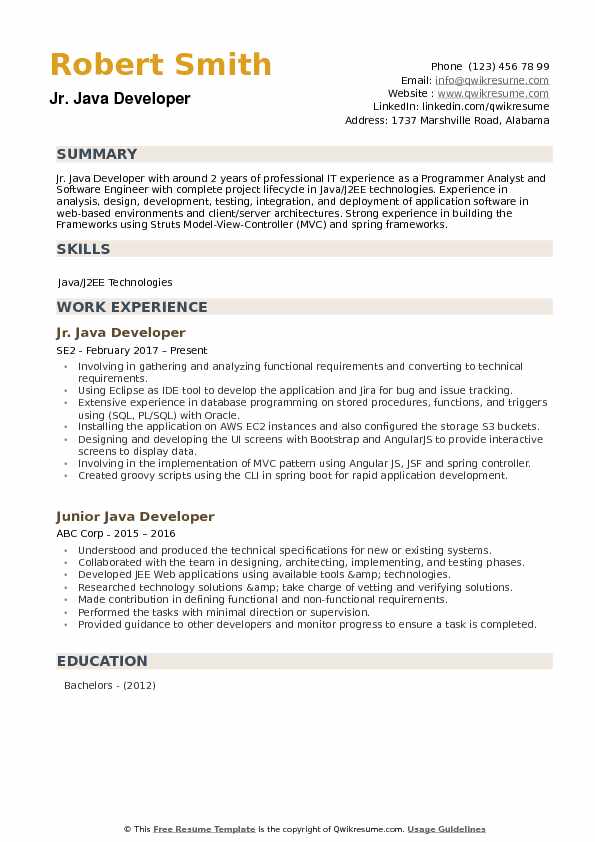 Robert Smith
Jr. Java Developer
Phone (123) 456 78 99
Email: info@qwikresume.com
Website : www.qwikresume.com
LinkedIn: linkedin.com/qwikresume
Address: 1737 Marshville Road, Alabama
SUMMARY
Jr. Java Developer with around 2 years of professional IT experience as a Programmer Analyst and
Software Engineer with complete project lifecycle in Java/J2EE technologies. Experience in
analysis, design, development, testing, integration, and deployment of application software in
web-based environments and client/server architectures. Strong experience in building the
Frameworks using Struts Model-View-Controller (MVC) and spring frameworks.
SKILLS
Java/J2EE Technologies
WORK EXPERIENCE
Jr. Java Developer
SE2 - February 2017 – Present
• Involving in gathering and analyzing functional requirements and converting to technical
requirements.
• Using Eclipse as IDE tool to develop the application and Jira for bug and issue tracking.
• Extensive experience in database programming on stored procedures, functions, and triggers
using (SQL, PL/SQL) with Oracle.
• Installing the application on AWS EC2 instances and also configured the storage S3 buckets.
• Designing and developing the UI screens with Bootstrap and AngularJS to provide interactive
screens to display data.
• Involving in the implementation of MVC pattern using Angular JS, JSF and spring controller.
• Created groovy scripts using the CLI in spring boot for rapid application development.
Junior Java Developer
ABC Corp - 2015 – 2016
• Understood and produced the technical specifications for new or existing systems.
• Collaborated with the team in designing, architecting, implementing, and testing phases.
• Developed JEE Web applications using available tools &amp; technologies.
• Researched technology solutions &amp; take charge of vetting and verifying solutions.
• Made contribution in defining functional and non-functional requirements.
• Performed the tasks with minimal direction or supervision.
• Provided guidance to other developers and monitor progress to ensure a task is completed.
EDUCATION
Bachelors - (2012)
© This Free Resume Template is the copyright of Qwikresume.com. Usage Guidelines